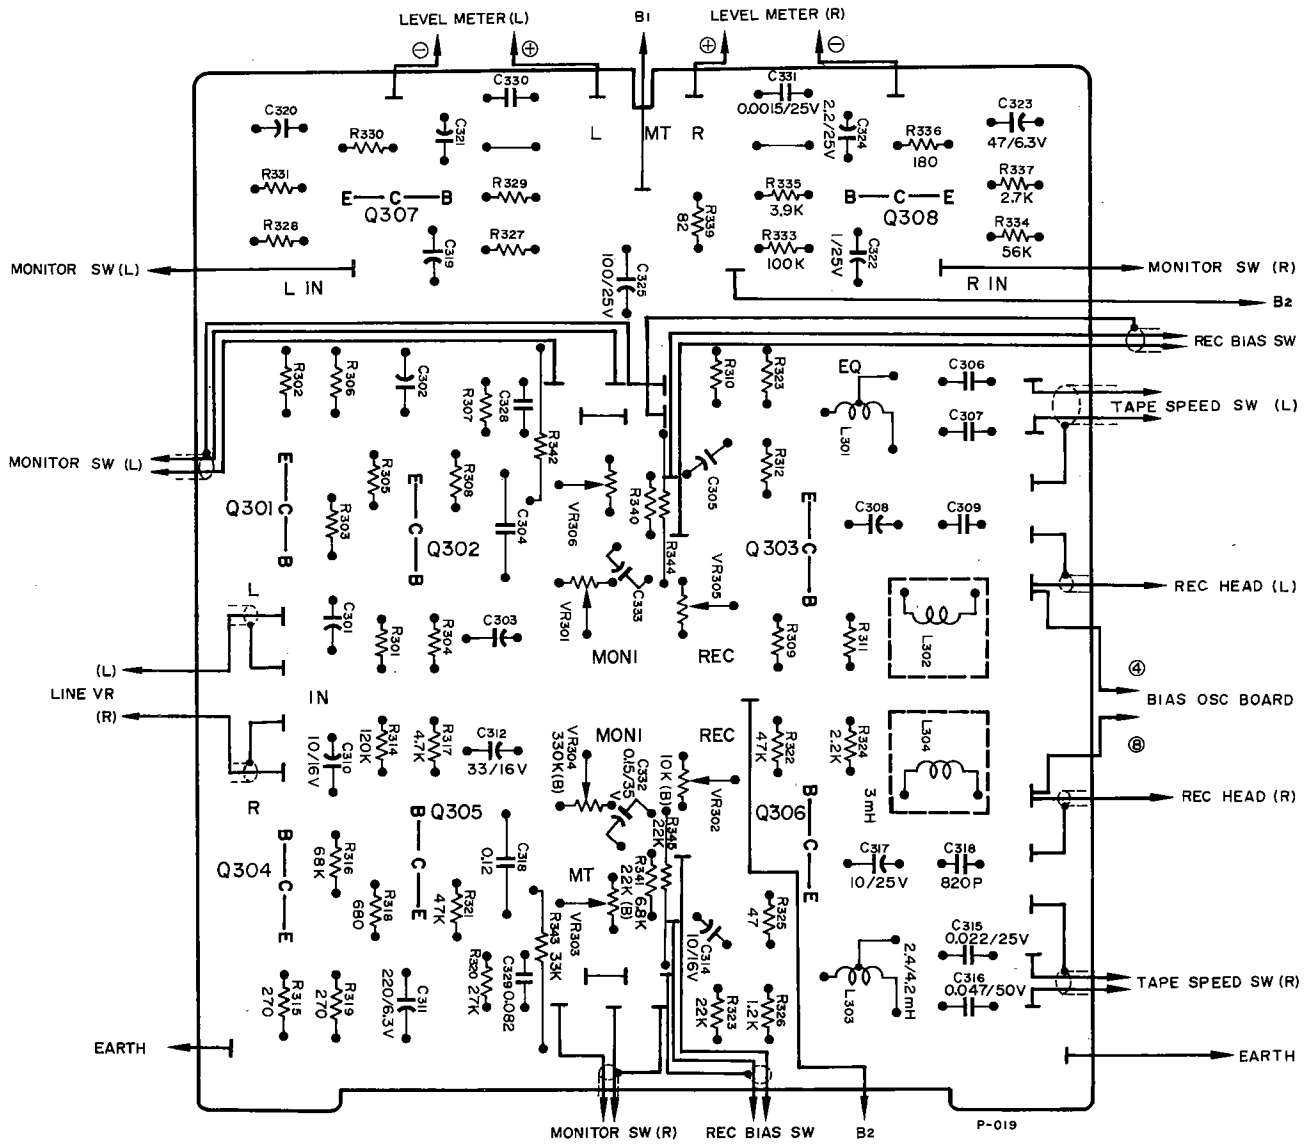 LEVEL METER (L)
B1
LEVEL METER (R)
⊖
⊕
⊕
⊖
C330
C331
0.0015/25V
C320
R330
C321
L
MT
R
2.2/25V
C324
R336
180
C323
47/6.3V
R331
R329
R335
3.9K
R337
2.7K
E
C
B
Q307
B
C
E
Q308
R339
82
R328
R327
R333
100K
R334
56K
C319
1/25V
C322
MONITOR SW (L)
L IN
C325
100/25V
R IN
MONITOR SW (R)
B2
REC BIAS SW
R302
R306
C302
R307
C328
R342
R310
R323
EQ
L301
C306
C307
TAPE SPEED SW (L)
MONITOR SW (L)
E
C
B
Q301
R305
R303
E
C
B
Q302
R308
C304
VR306
R340
R344
C305
R312
E
C
B
Q303
C308
C309
C333
VR305
VR301
L
C301
R301
R304
C303
MONI
REC
R309
R311
L302
REC HEAD (L)
(L)
LINE VR
(R)
IN
④
BIAS OSC BOARD
⑧
R
C310
10/16V
R314
120K
R317
4.7K
C312
33/16V
MONI
REC
VR304
330K(B)
C332
0.15/35V
10K(B)
VR302
R322
47K
R324
2.2K
L304
3mH
REC HEAD (R)
Q305
B
C
E
Q304
B
C
E
R316
68K
R318
680
R321
47K
C318
0.12
MT
22K(B)
VR303
R341
6.8K
R345
22K
Q306
B
C
E
C317
10/25V
C318
820P
R343
33K
C314
10/16V
R325
47
C315
0.022/25V
C316
0.047/50V
R315
270
R319
270
C311
220/6.3V
R320
27K
C329
0.082
R323
22K
R326
1.2K
L303
2.4/4.2mH
TAPE SPEED SW (R)
EARTH
EARTH
MONITOR SW (R)
REC BIAS SW
B2
P-019